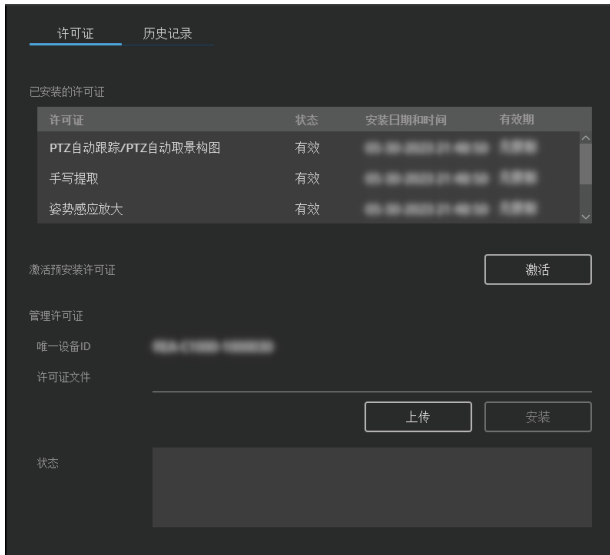 许可证 历史记录
已安装的许可证
许可证 状态 安装日期和时间 有效期
PTZ自动跟踪/PTZ自动取景构图 有效
手写提取 有效
姿势感应放大 有效
激活预安装许可证 激活
管理许可证
唯一设备ID
许可证文件
上传 安装
状态